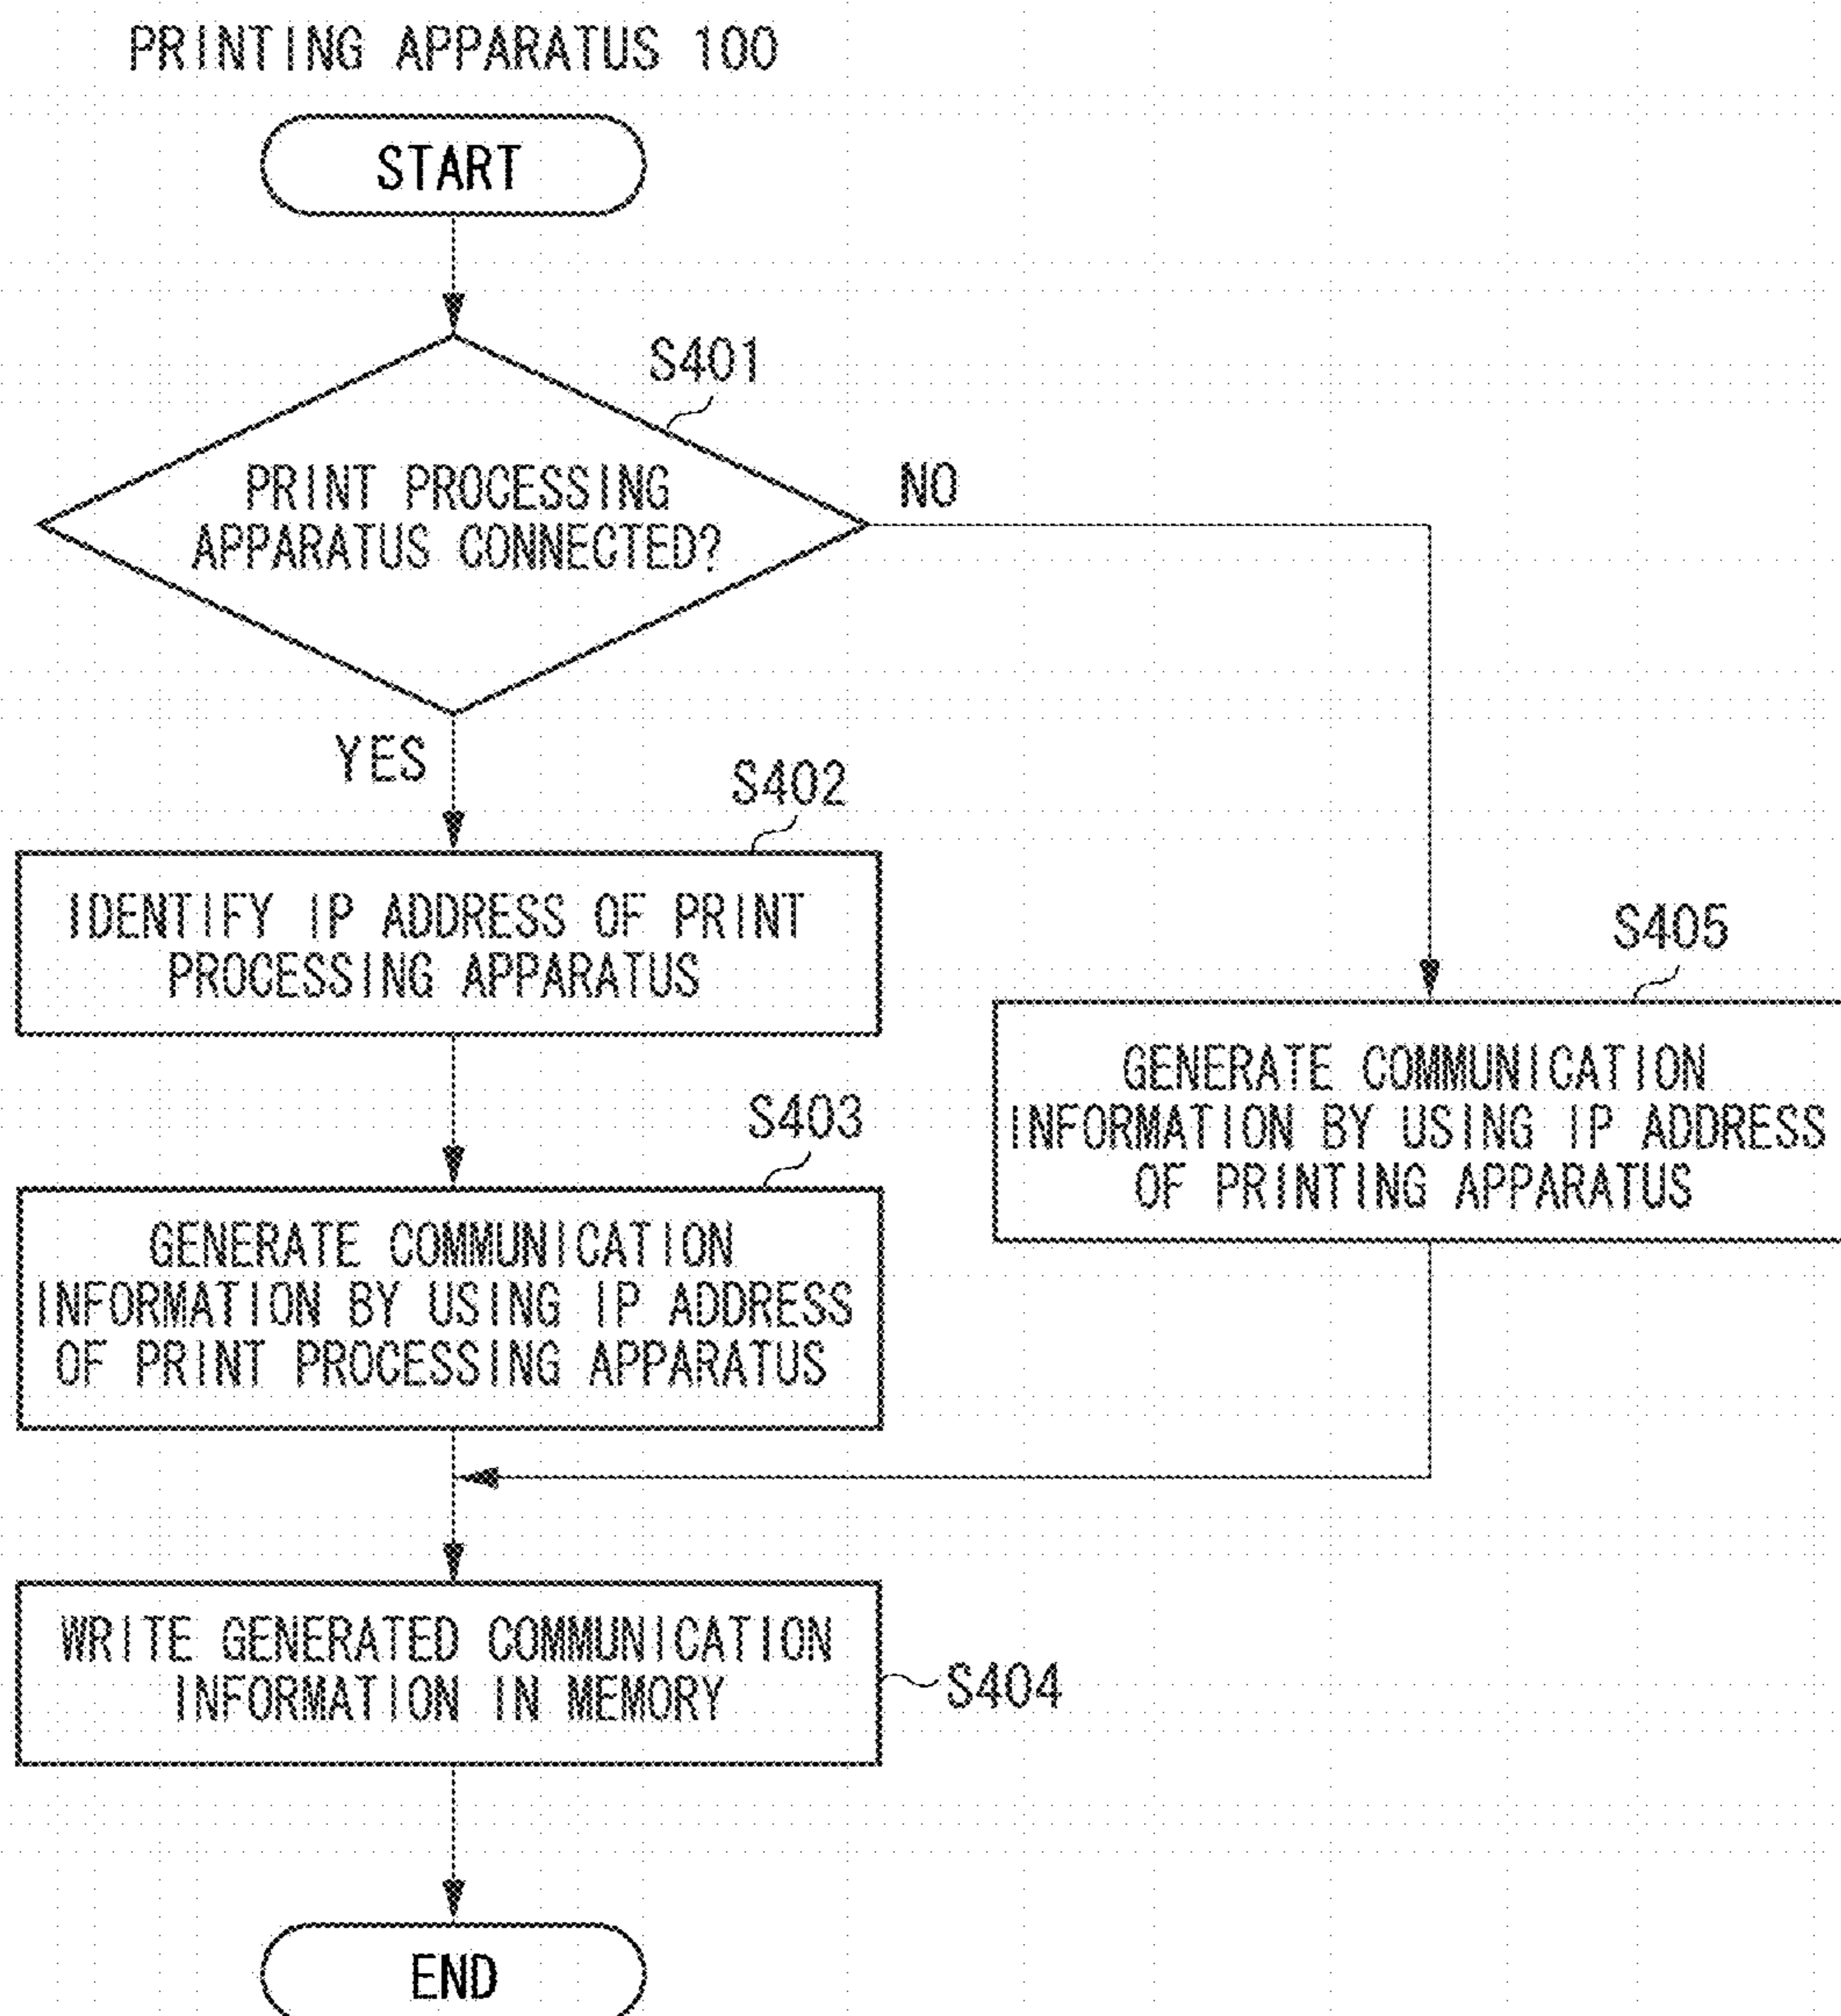 PRINTING APPARATUS 100
START
S401
PRINT PROCESSING
APPARATUS CONNECTED?
NO
YES
S402
IDENTIFY IP ADDRESS OF PRINT
PROCESSING APPARATUS
S405
GENERATE COMMUNICATION
INFORMATION BY USING IP ADDRESS
OF PRINTING APPARATUS
S403
GENERATE COMMUNICATION
INFORMATION BY USING IP ADDRESS
OF PRINT PROCESSING APPARATUS
WRITE GENERATED COMMUNICATION
INFORMATION IN MEMORY
S404
END